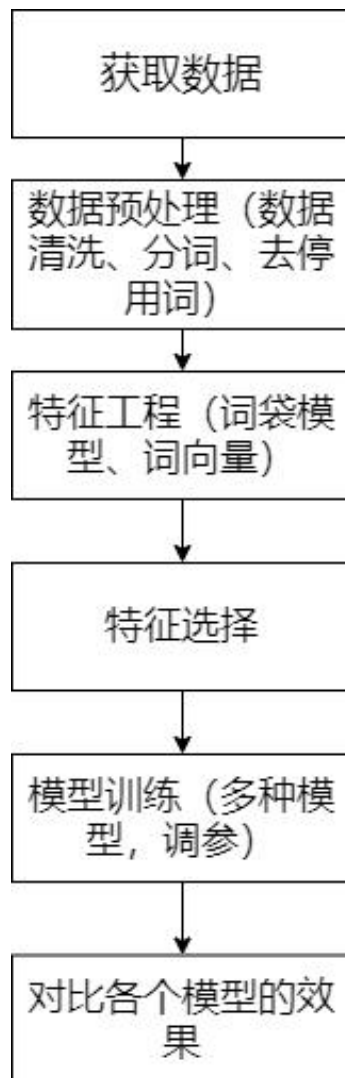 获取数据
数据预处理（数据
清洗、分词、去停
用词）
特征工程（词袋模
型、词向量）
特征选择
模型训练（多种模
型，调参）
对比各个模型的效
果